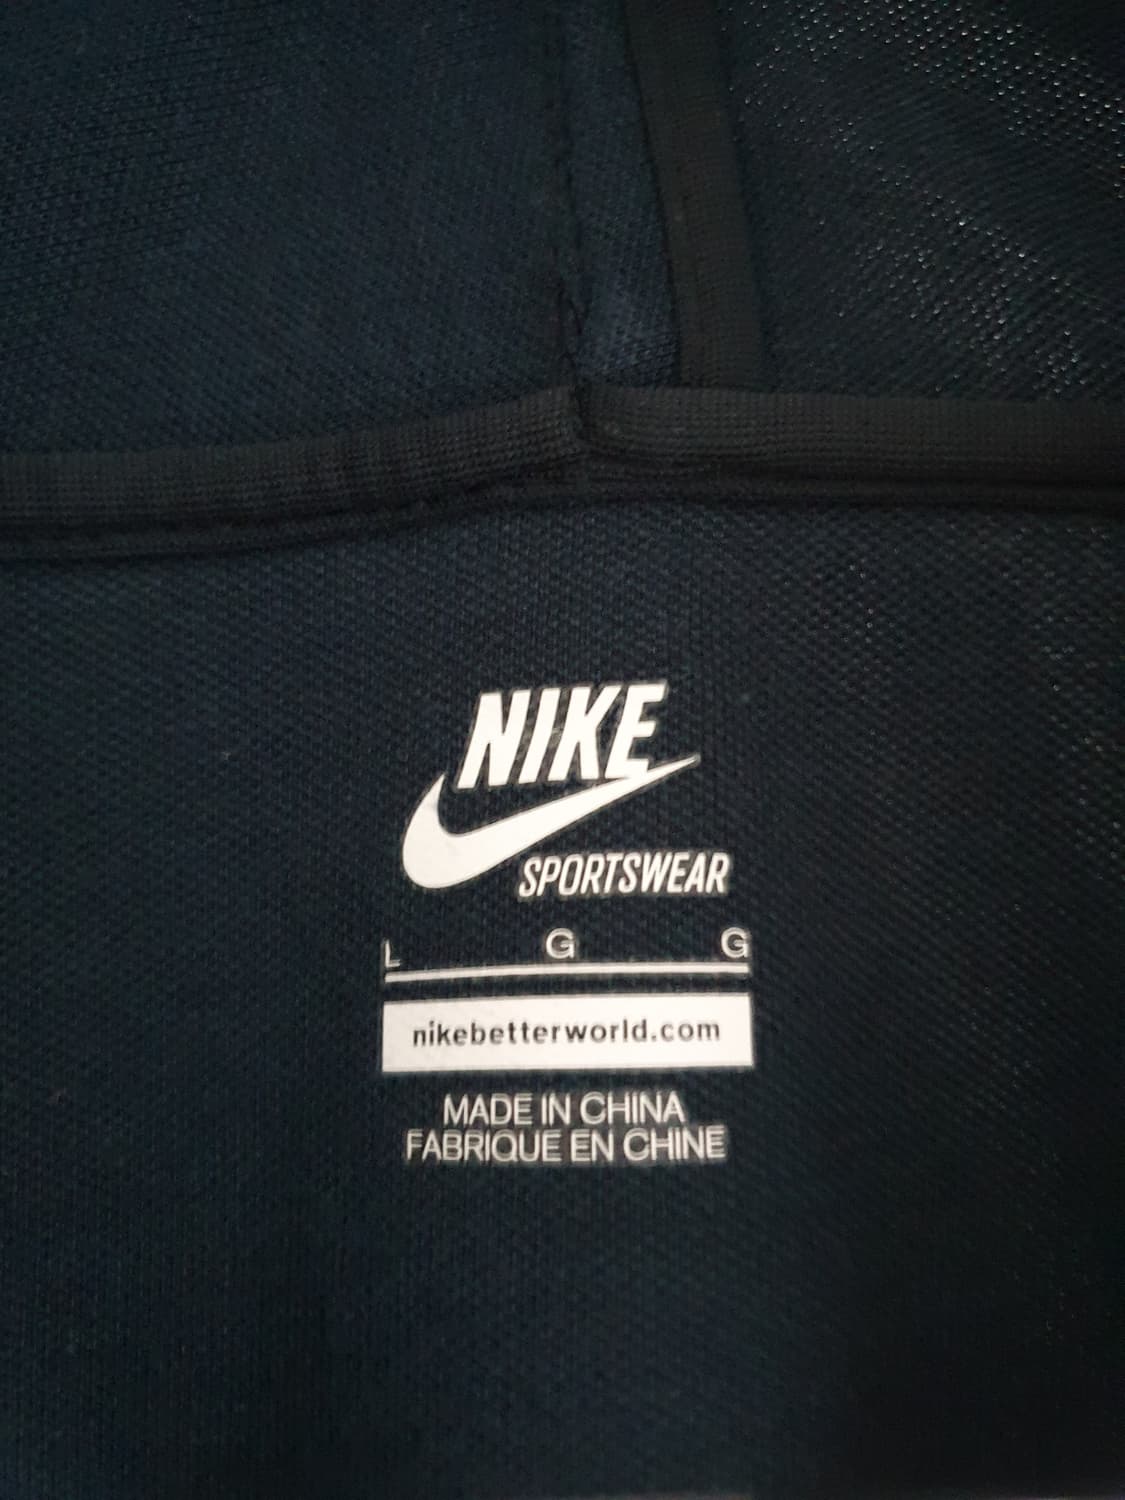 NIKE
SPORTSWEAR
L G G
nikebetterworld.com
MADE IN CHINA
FABRIQUE EN CHINE